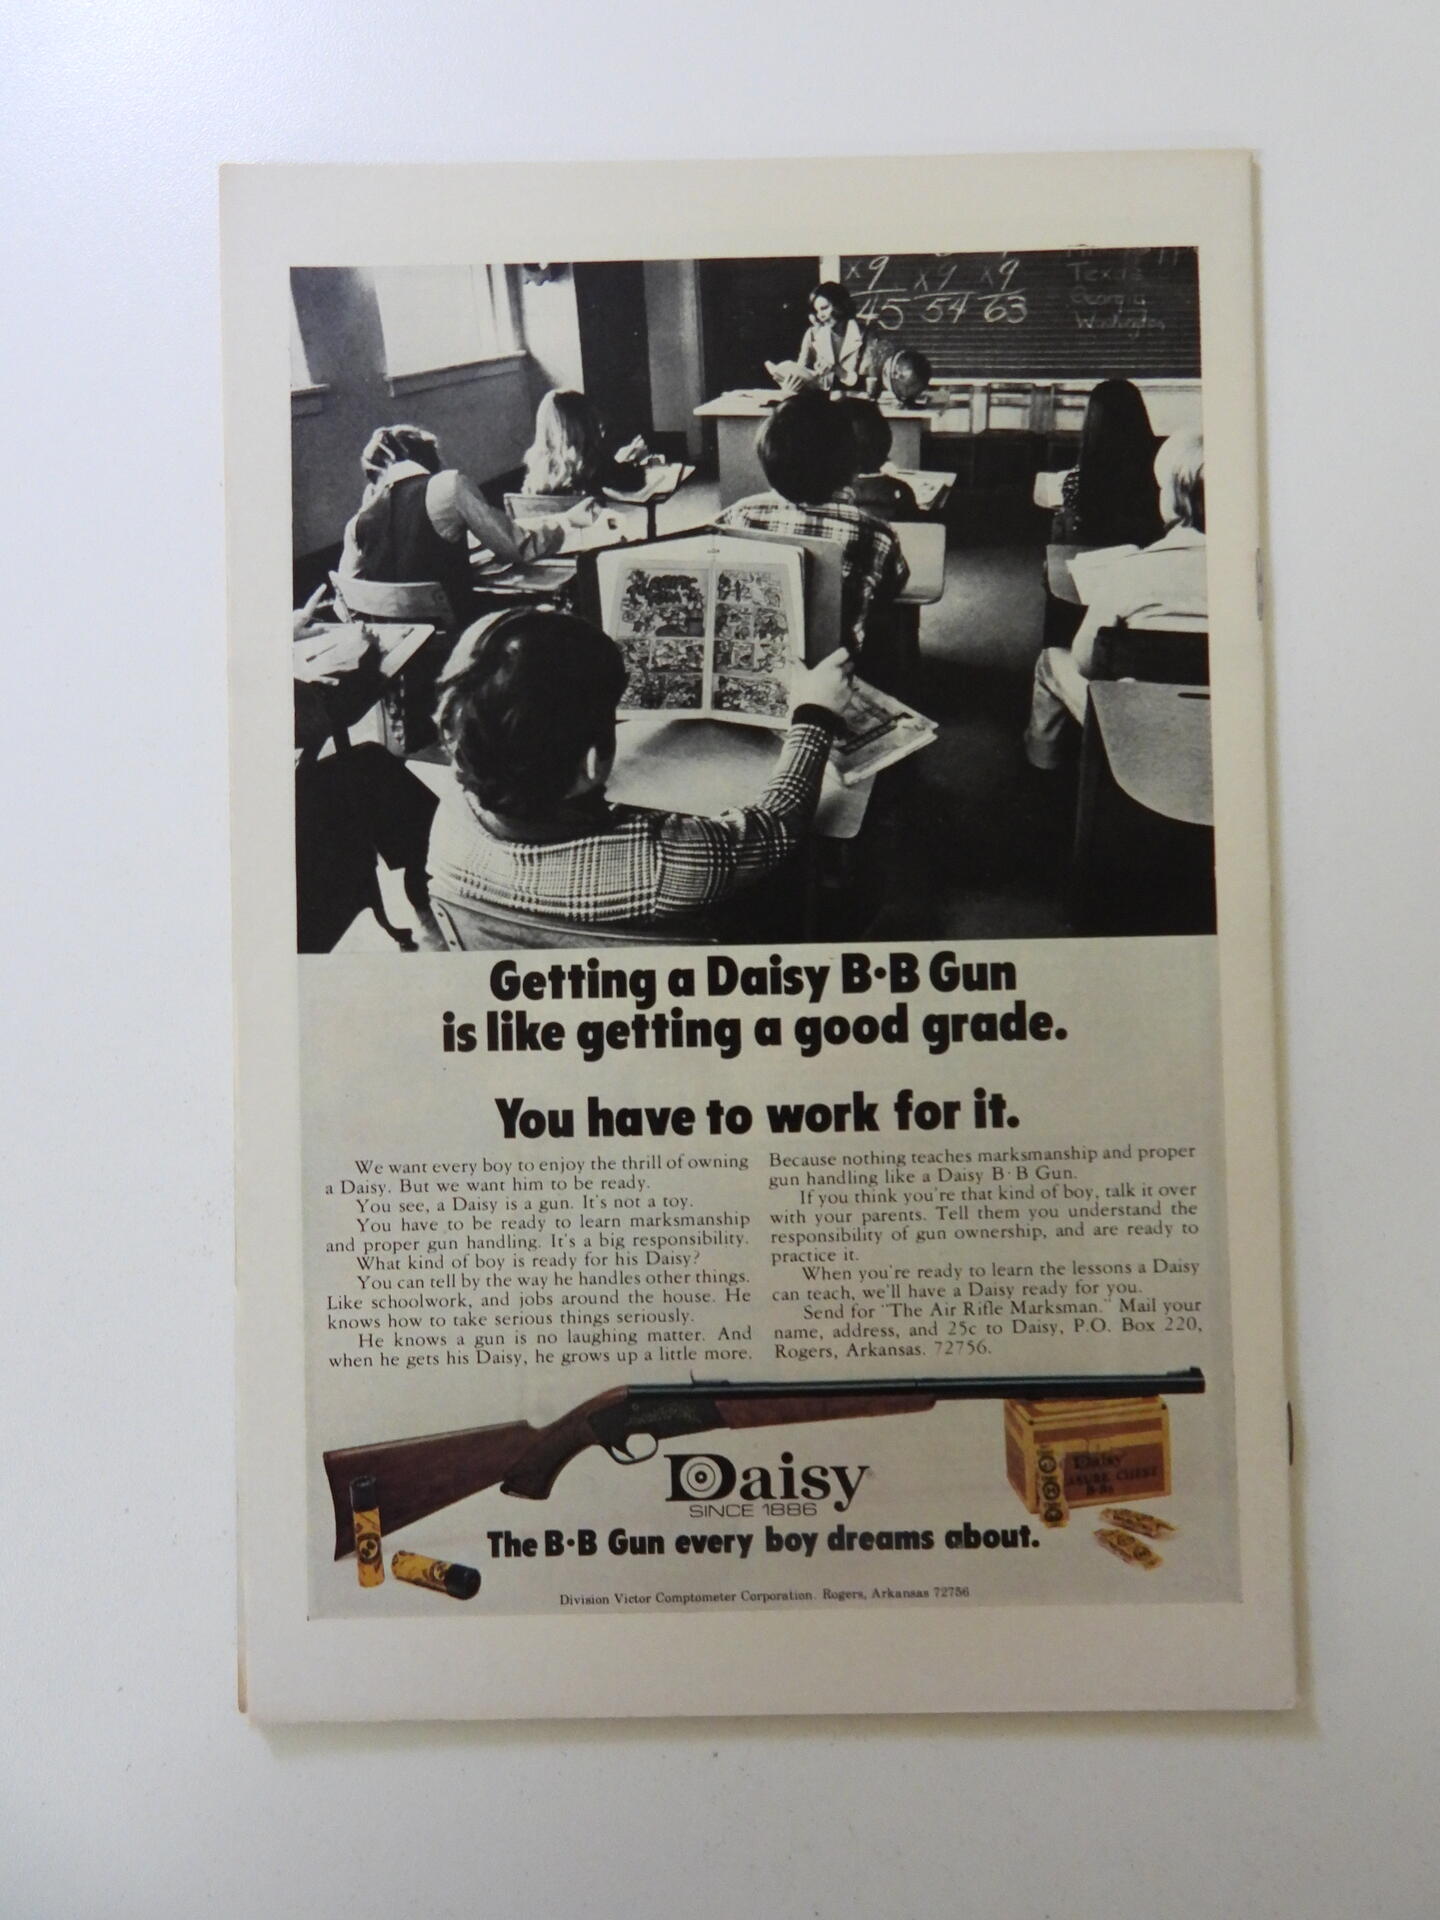 x9 x9 x9
45 54 63
Texas
Georgia
Washington
Getting a Daisy B·B Gun
is like getting a good grade.
You have to work for it.
We want every boy to enjoy the thrill of owning
a Daisy. But we want him to be ready.
You see, a Daisy is a gun. It's not a toy.
You have to be ready to learn marksmanship
and proper gun handling. It's a big responsibility.
What kind of boy is ready for his Daisy?
You can tell by the way he handles other things.
Like schoolwork, and jobs around the house. He
knows how to take serious things seriously.
He knows a gun is no laughing matter. And
when he gets his Daisy, he grows up a little more.
Because nothing teaches marksmanship and proper
gun handling like a Daisy B·B Gun.
If you think you're that kind of boy, talk it over
with your parents. Tell them you understand the
responsibility of gun ownership, and are ready to
practice it.
When you're ready to learn the lessons a Daisy
can teach, we'll have a Daisy ready for you.
Send for "The Air Rifle Marksman." Mail your
name, address, and 25c to Daisy, P.O. Box 220,
Rogers, Arkansas. 72756.
Daisy
CHEST
Daisy
SINCE 1886
The B·B Gun every boy dreams about.
Division Victor Comptometer Corporation. Rogers, Arkansas 72756